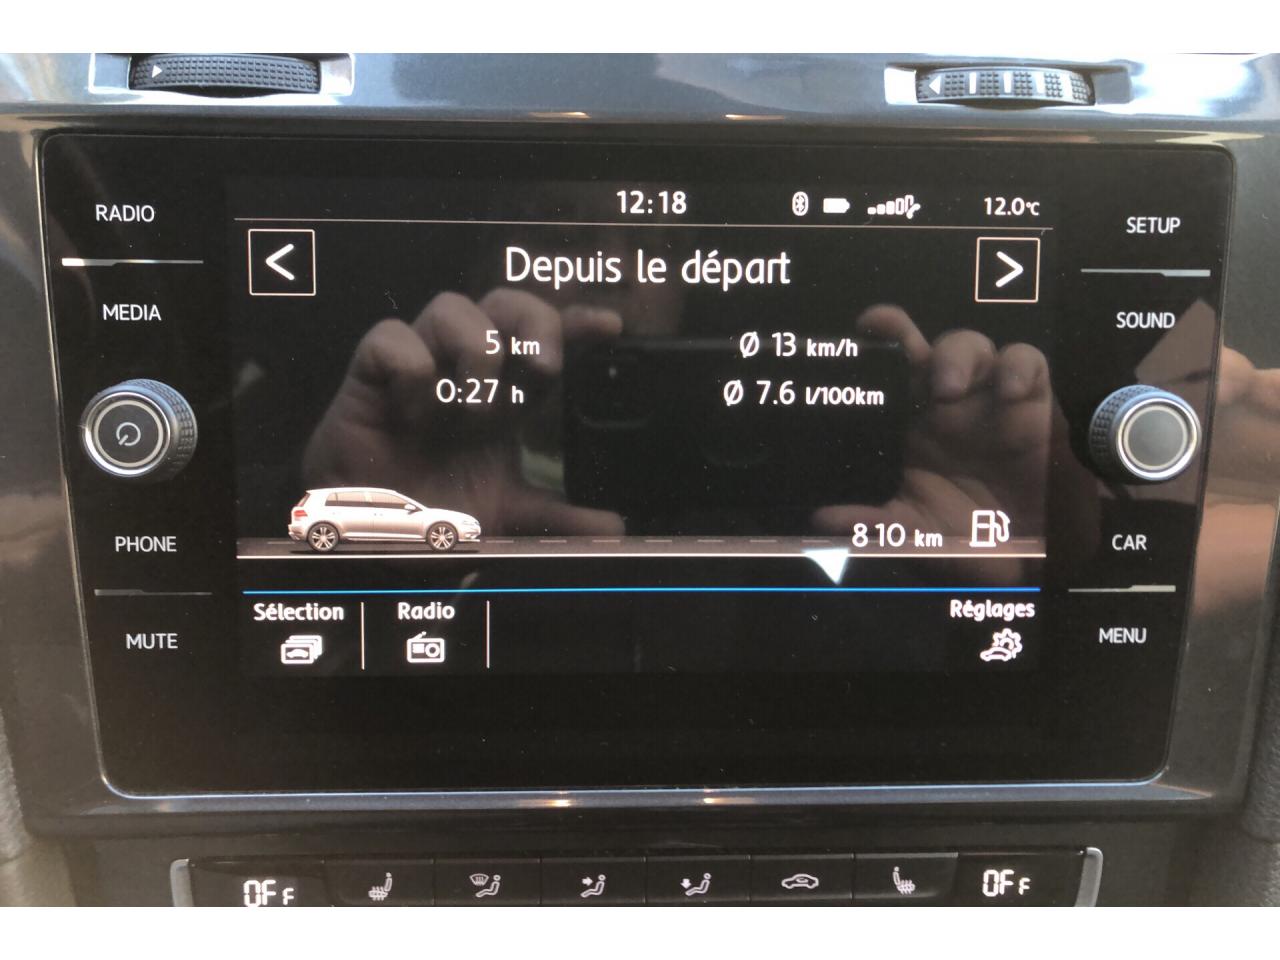 12:18
12.0°C
RADIO
MEDIA
PHONE
MUTE
Depuis le départ
5 km
Ø 13 km/h
0:27 h
Ø 7.6 l/100km
810 km
Sélection
Radio
Réglages
SETUP
SOUND
CAR
MENU
OFF
OFF